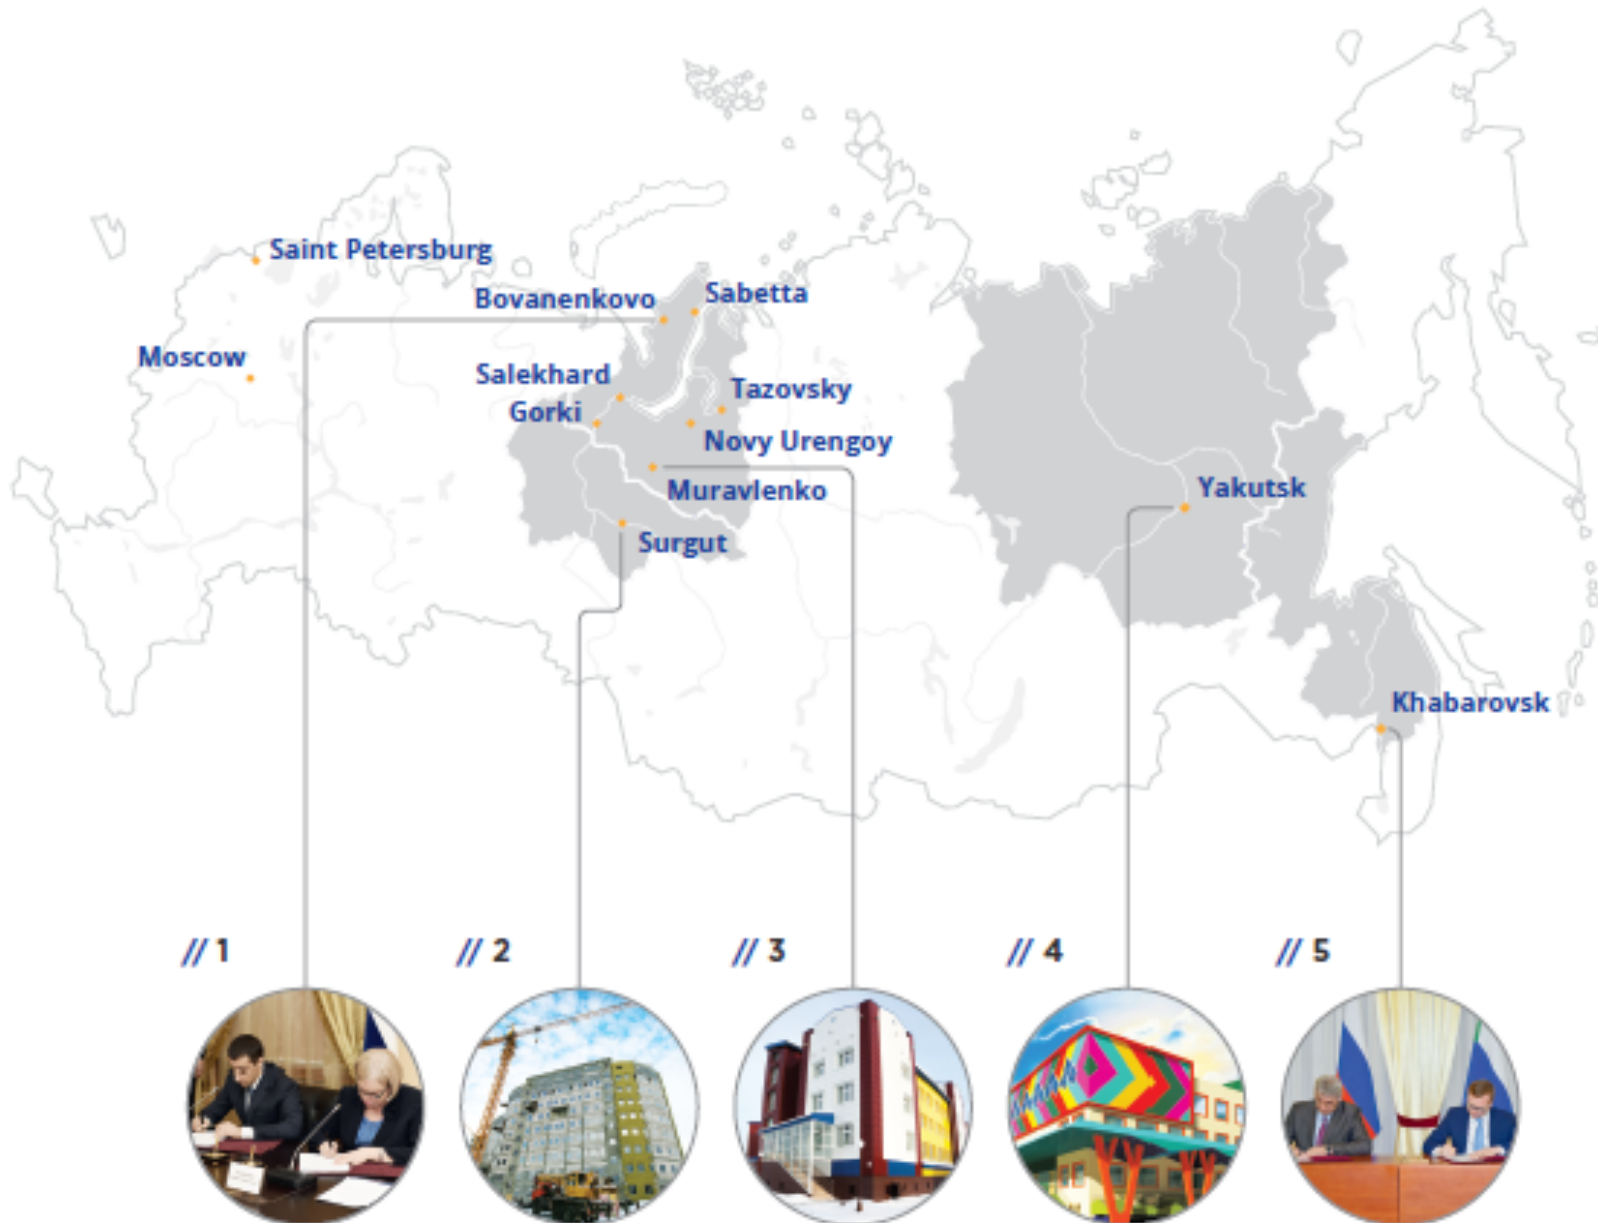 Saint Petersburg
Bovanenkovo
Sabetta
Moscow
Salekhard
Tazovsky
Gorki
Novy Urengoy
Muravlenko
Yakutsk
Surgut
Khabarovsk
// 1
// 2
// 3
// 4
// 5